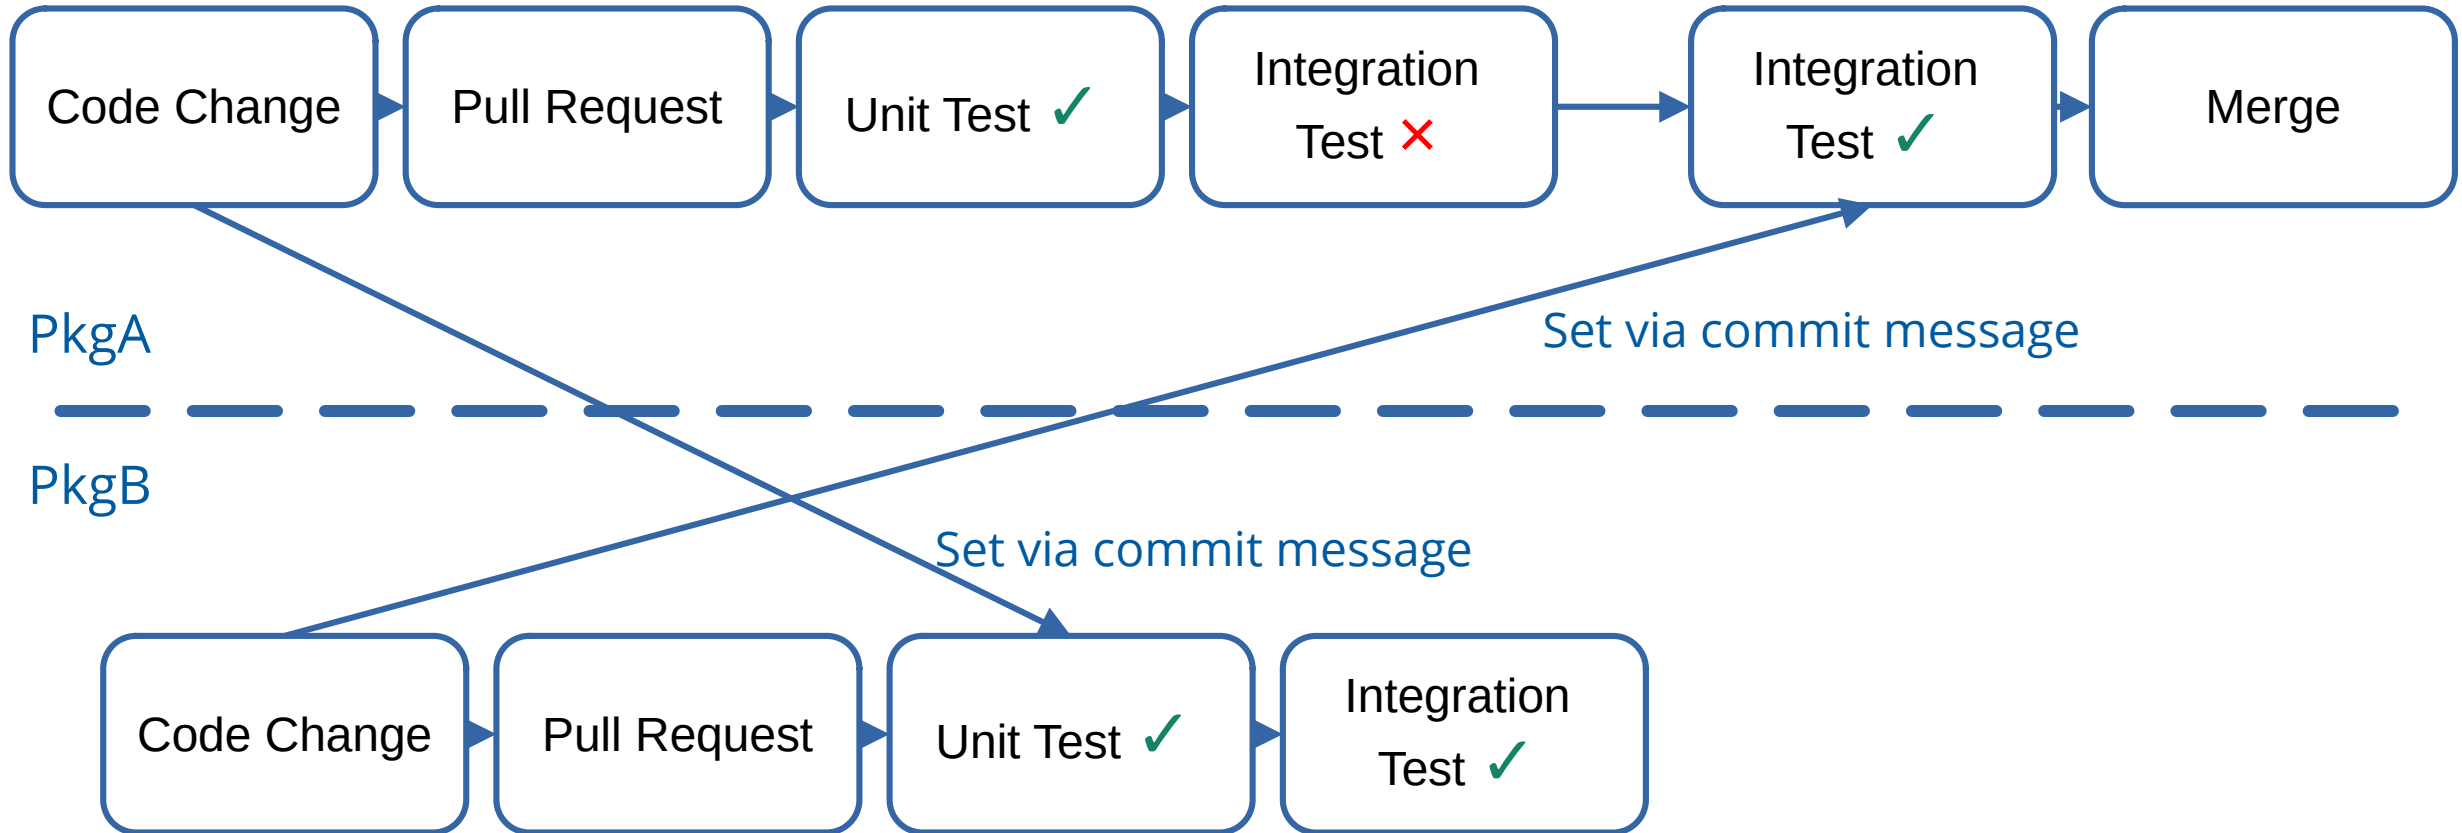 Code Change
Pull Request
Unit Test ✓
Integration
Test ✕
Integration
Test ✓
Merge
PkgA
Set via commit message
PkgB
Set via commit message
Code Change
Pull Request
Unit Test ✓
Integration
Test ✓